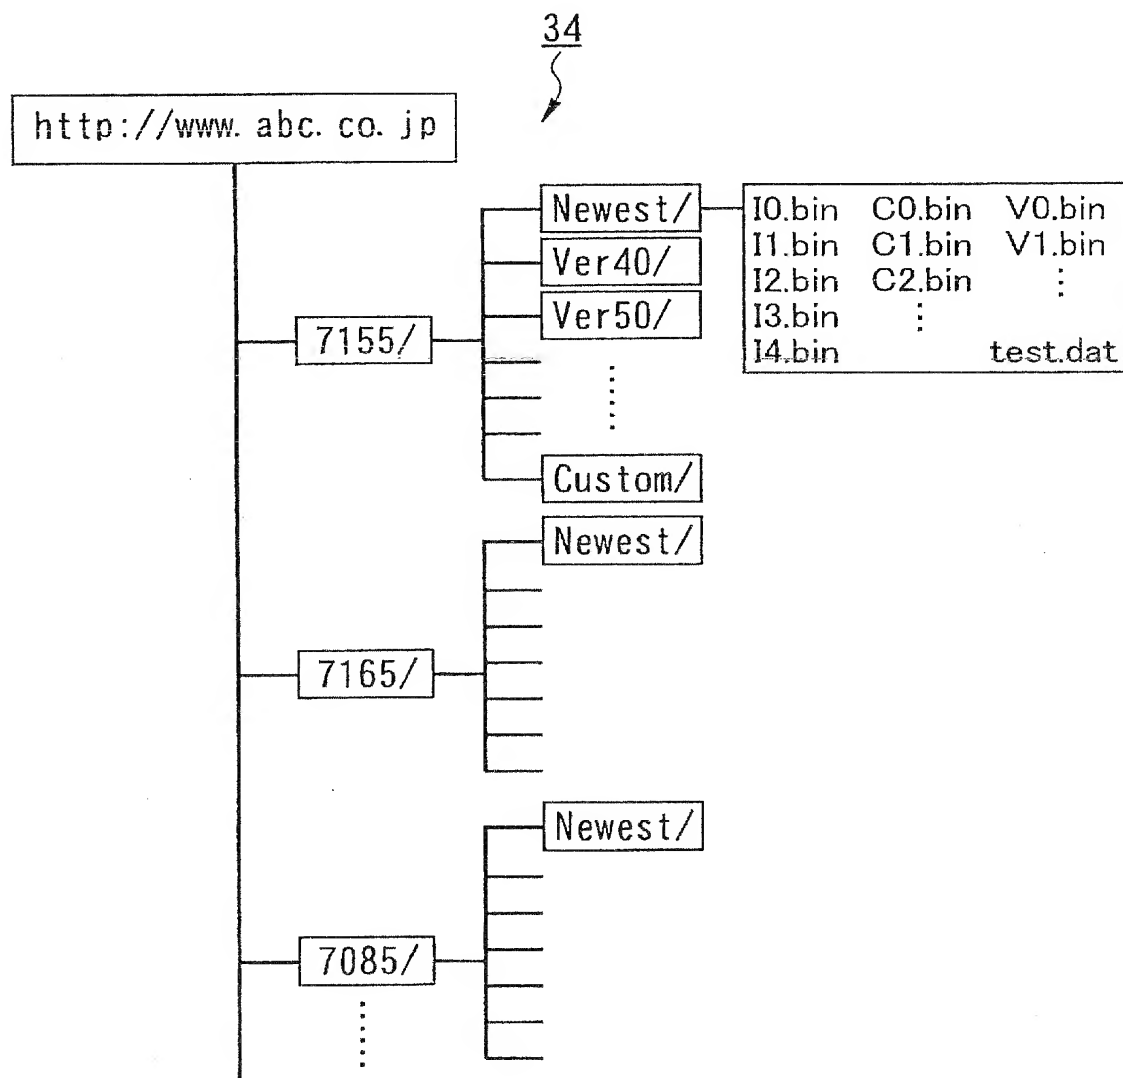 34
http://www.abc.co.jp
Newest/
Ver40/
Ver50/
7155/
Custom/
I0.bin C0.bin V0.bin
I1.bin C1.bin V1.bin
I2.bin C2.bin ⋮
I3.bin ⋮
I4.bin test.dat
Newest/
7165/
Newest/
7085/